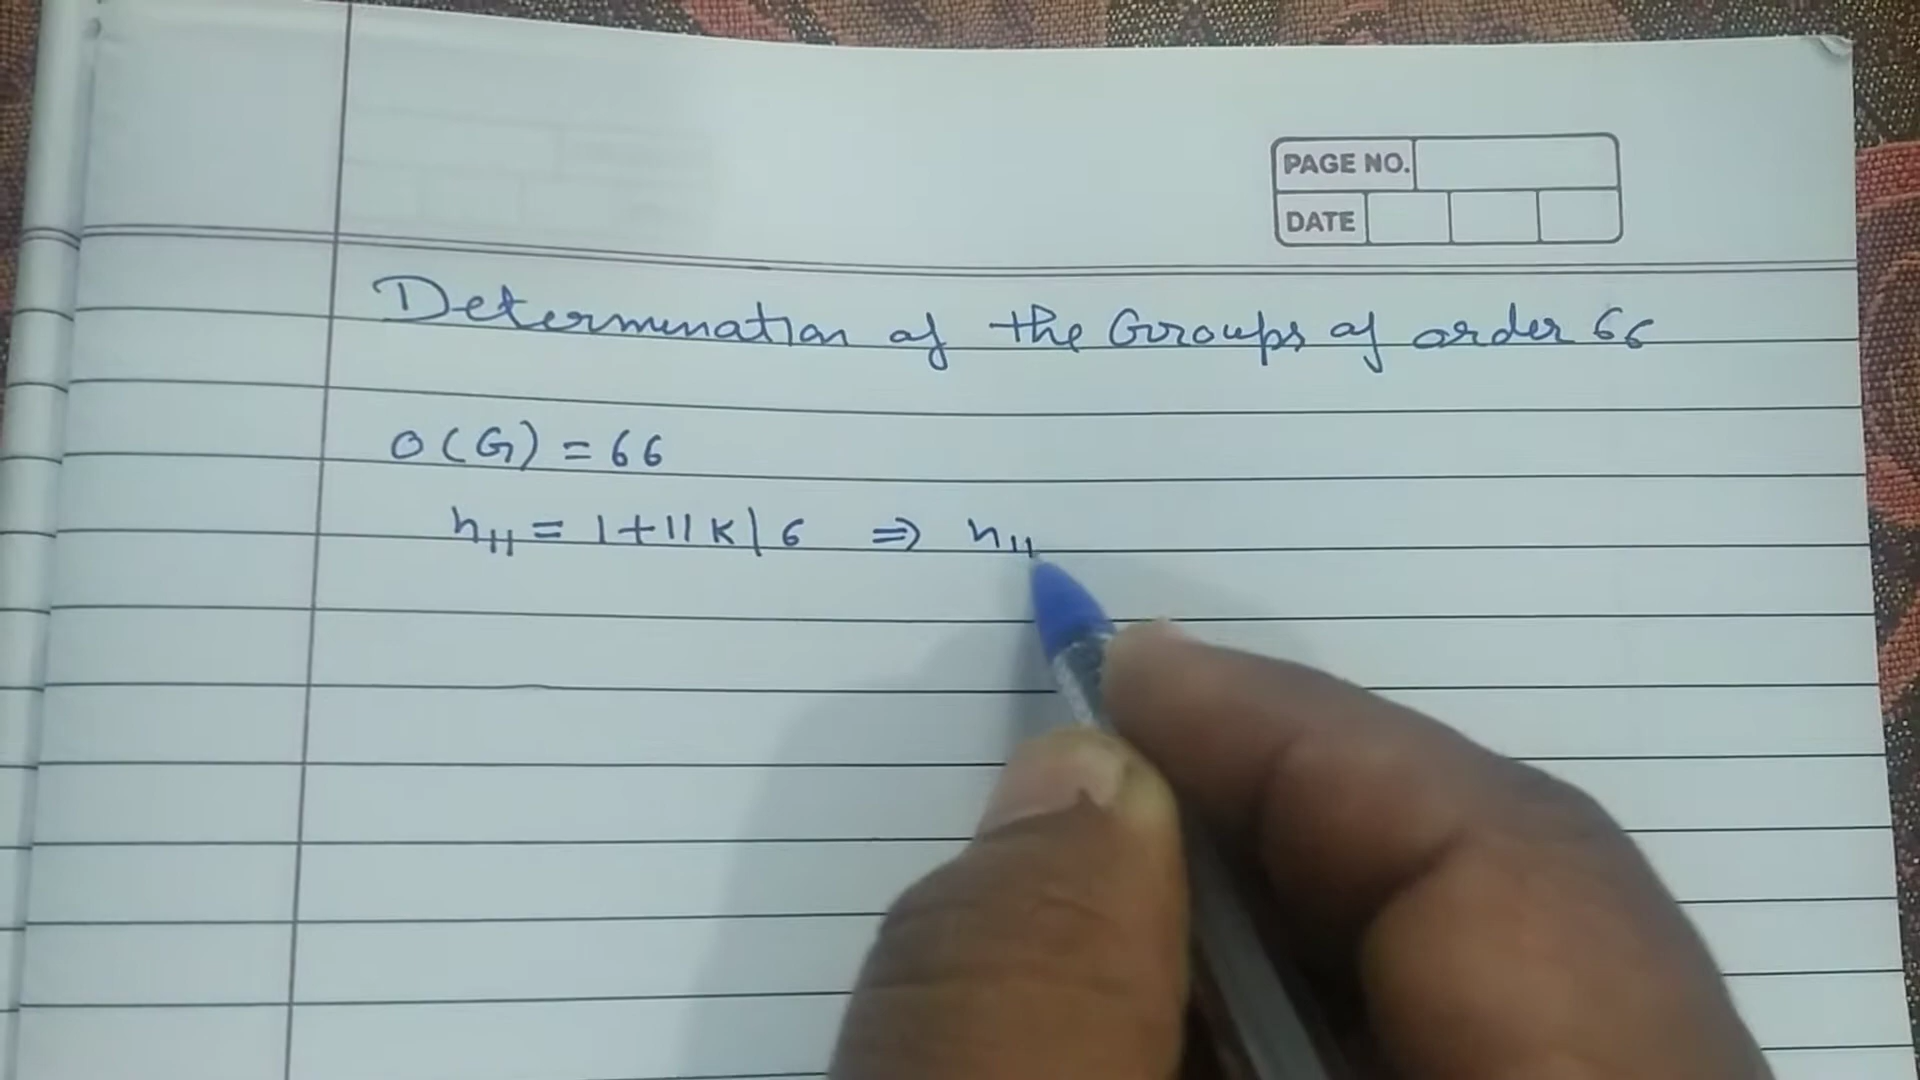 PAGE NO.
DATE
Determination of the Groups of order 66
O(G) = 66
n₁₁ = 1+11K|6 ⇒ n₁₁